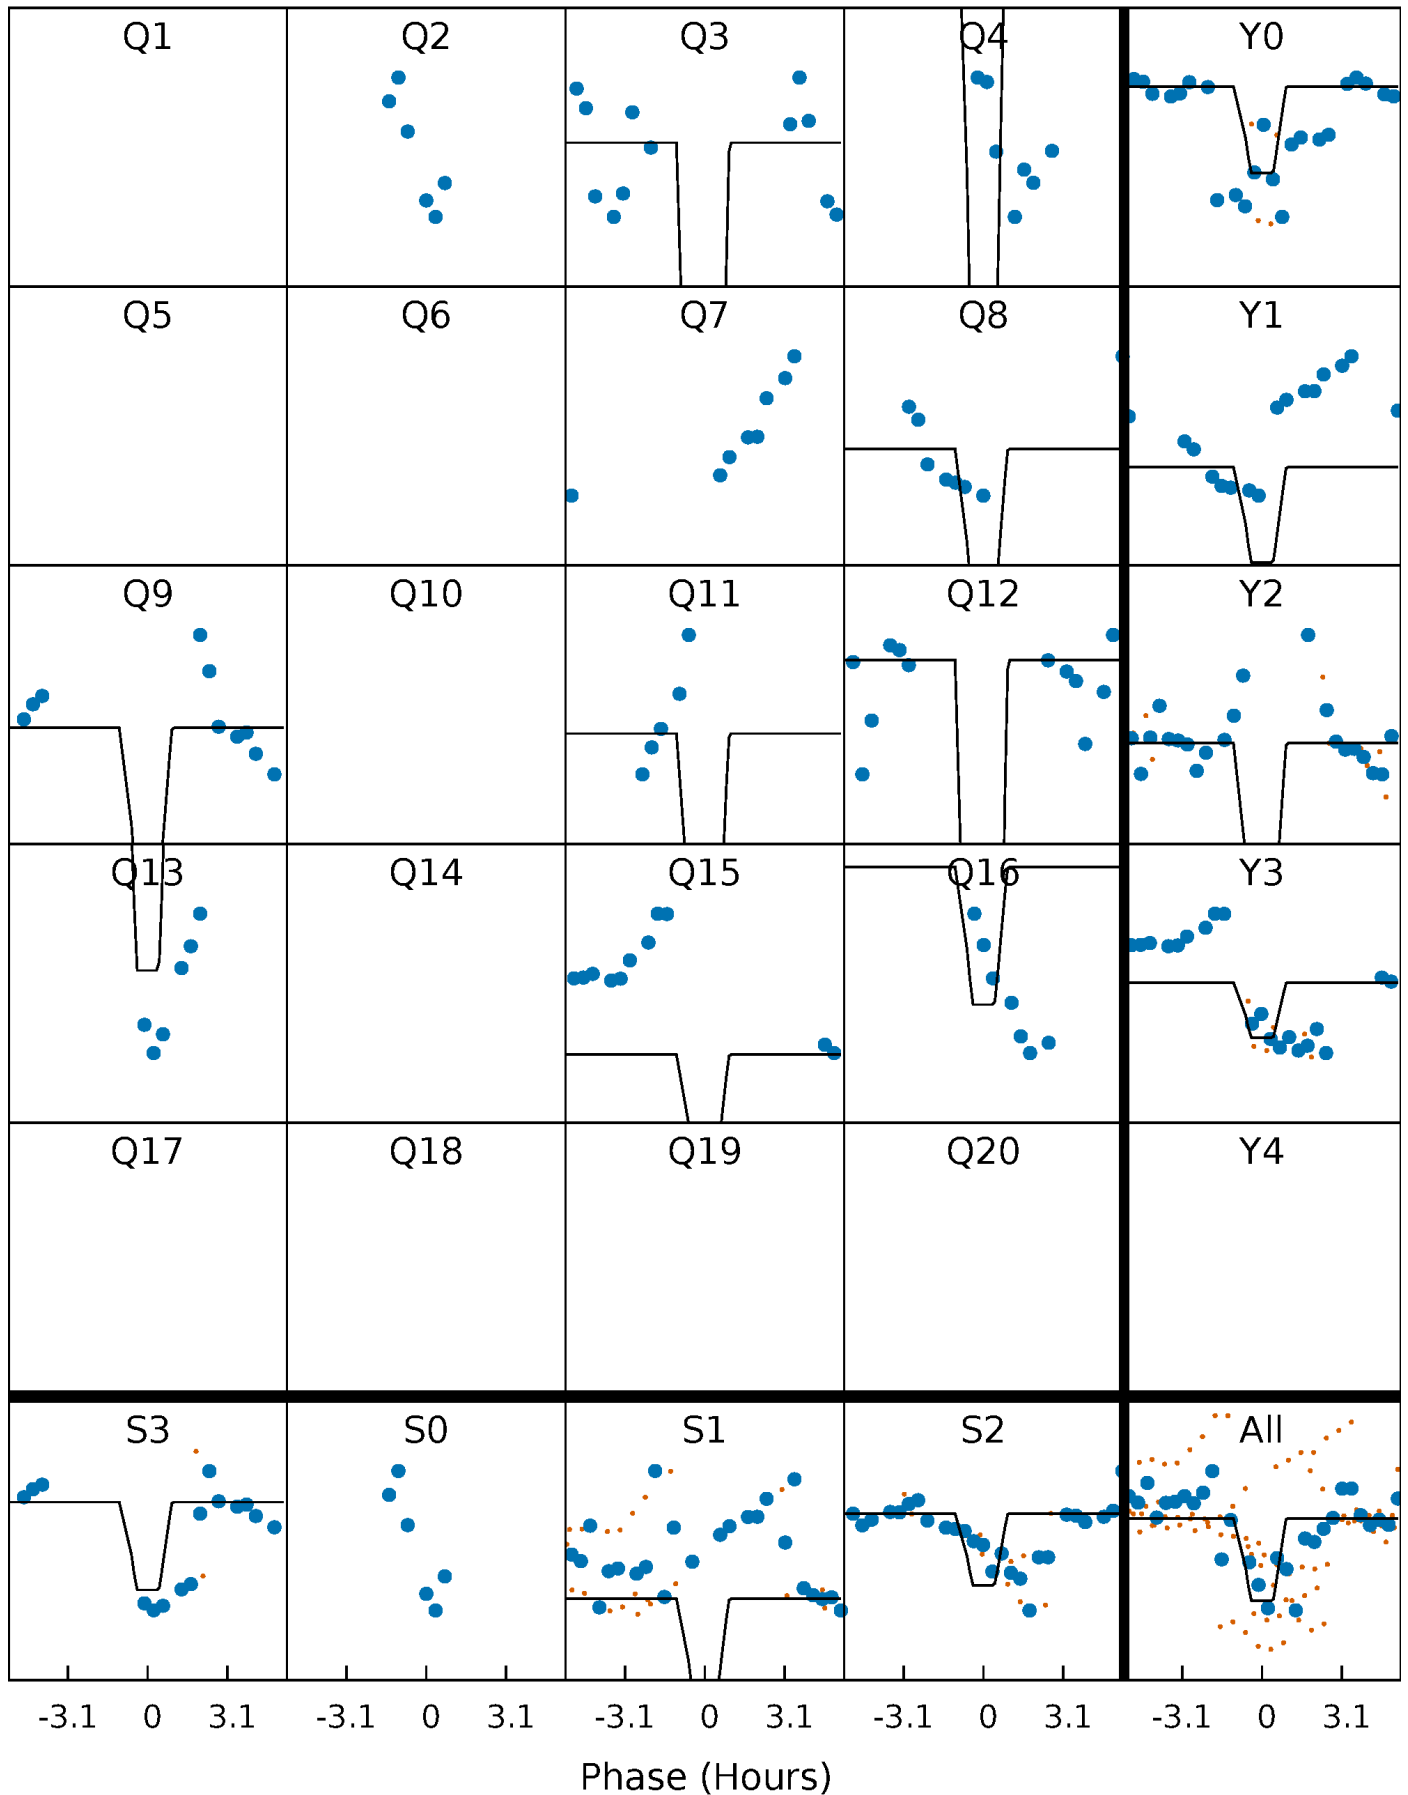 Q1 Q2 Q3 Q4 Y0
Q5 Q6 Q7 Q8 Y1
Q9 Q10 Q11 Q12 Y2
Q13 Q14 Q15 Q16 Y3
Q17 Q18 Q19 Q20 Y4
S3 S0 S1 S2 All
-3.1 0 3.1 -3.1 0 3.1 -3.1 0 3.1 -3.1 0 3.1 -3.1 0 3.1
Phase (Hours)